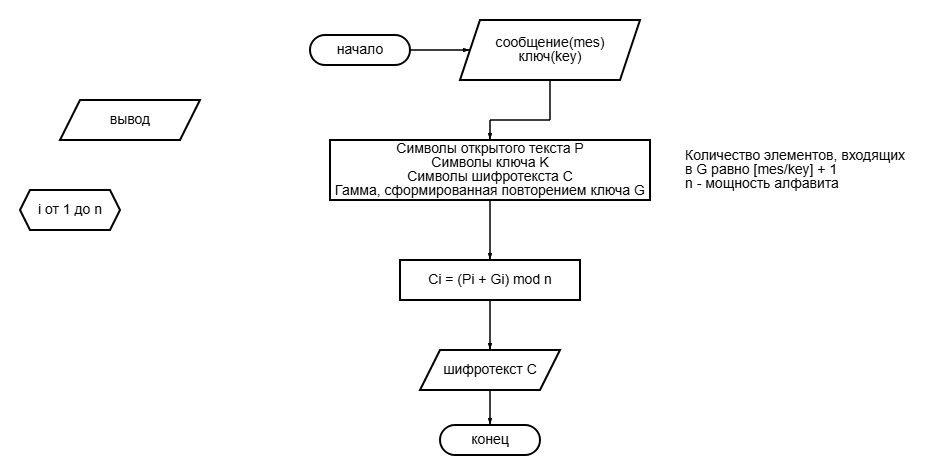 начало
сообщение(mes)
ключ(key)
вывод
Символы открытого текста P
Символы ключа K
Символы шифротекста C
Гамма, сформированная повторением ключа G
Количество элементов, входящих
в G равно [mes/key] + 1
n - мощность алфавита
i от 1 до n
Ci = (Pi + Gi) mod n
шифротекст C
конец